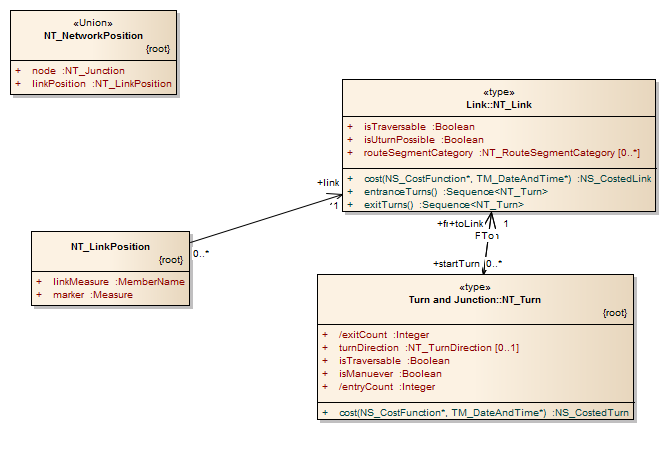 «Union»
NT_NetworkPosition
{root}
+ node :NT_Junction
+ linkPosition :NT_LinkPosition
«type»
Link::NT_Link
+ isTraversable :Boolean
+ isUturnPossible :Boolean
+ routeSegmentCategory :NT_RouteSegmentCategory [0..*]
+ cost(NS_CostFunction*, TM_DateAndTime*) :NS_CostedLink
+ entranceTurns() :Sequence<NT_Turn>
+ exitTurns() :Sequence<NT_Turn>
+link
1
NT_LinkPosition
{root}
+ linkMeasure :MemberName
+ marker :Measure
0..*
+toLink 1
+startTurn 0..*
«type»
Turn and Junction::NT_Turn
{root}
+ /exitCount :Integer
+ turnDirection :NT_TurnDirection [0..1]
+ isTraversable :Boolean
+ isManuever :Boolean
+ /entryCount :Integer
+ cost(NS_CostFunction*, TM_DateAndTime*) :NS_CostedTurn